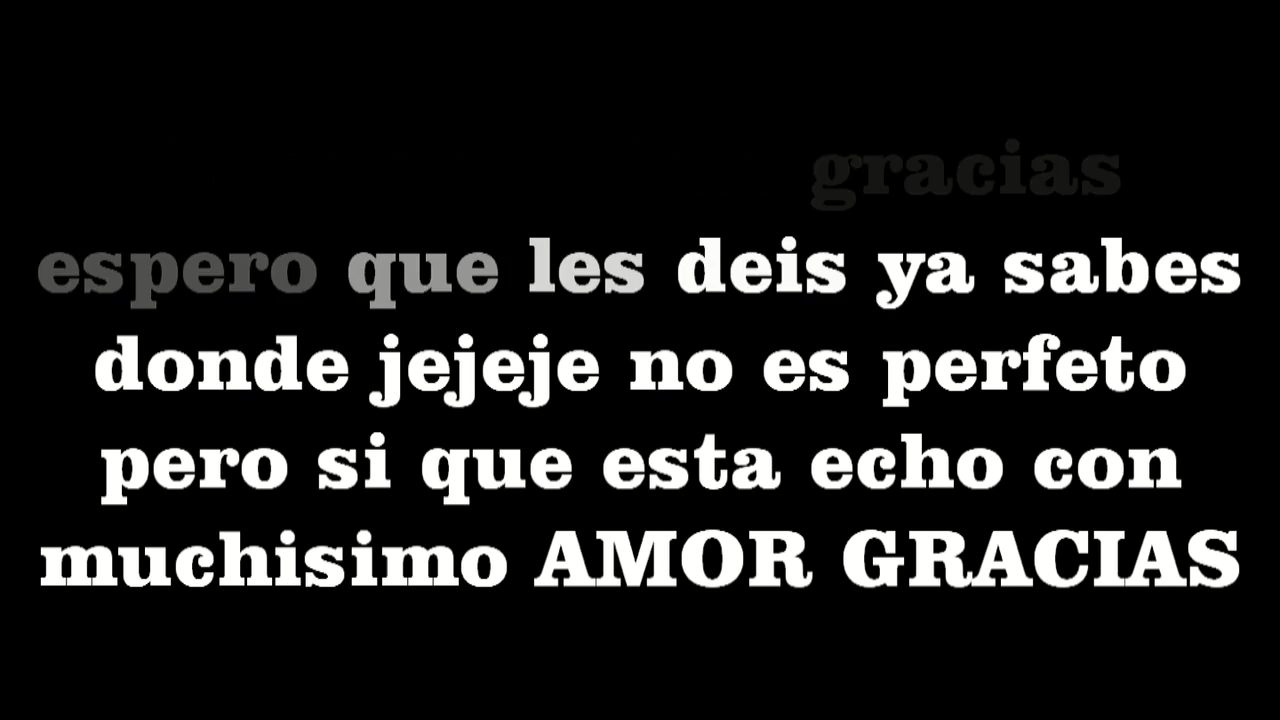 gracias
espero que les deis ya sabes
donde jejeje no es perfeto
pero si que esta echo con
muchisimo AMOR GRACIAS